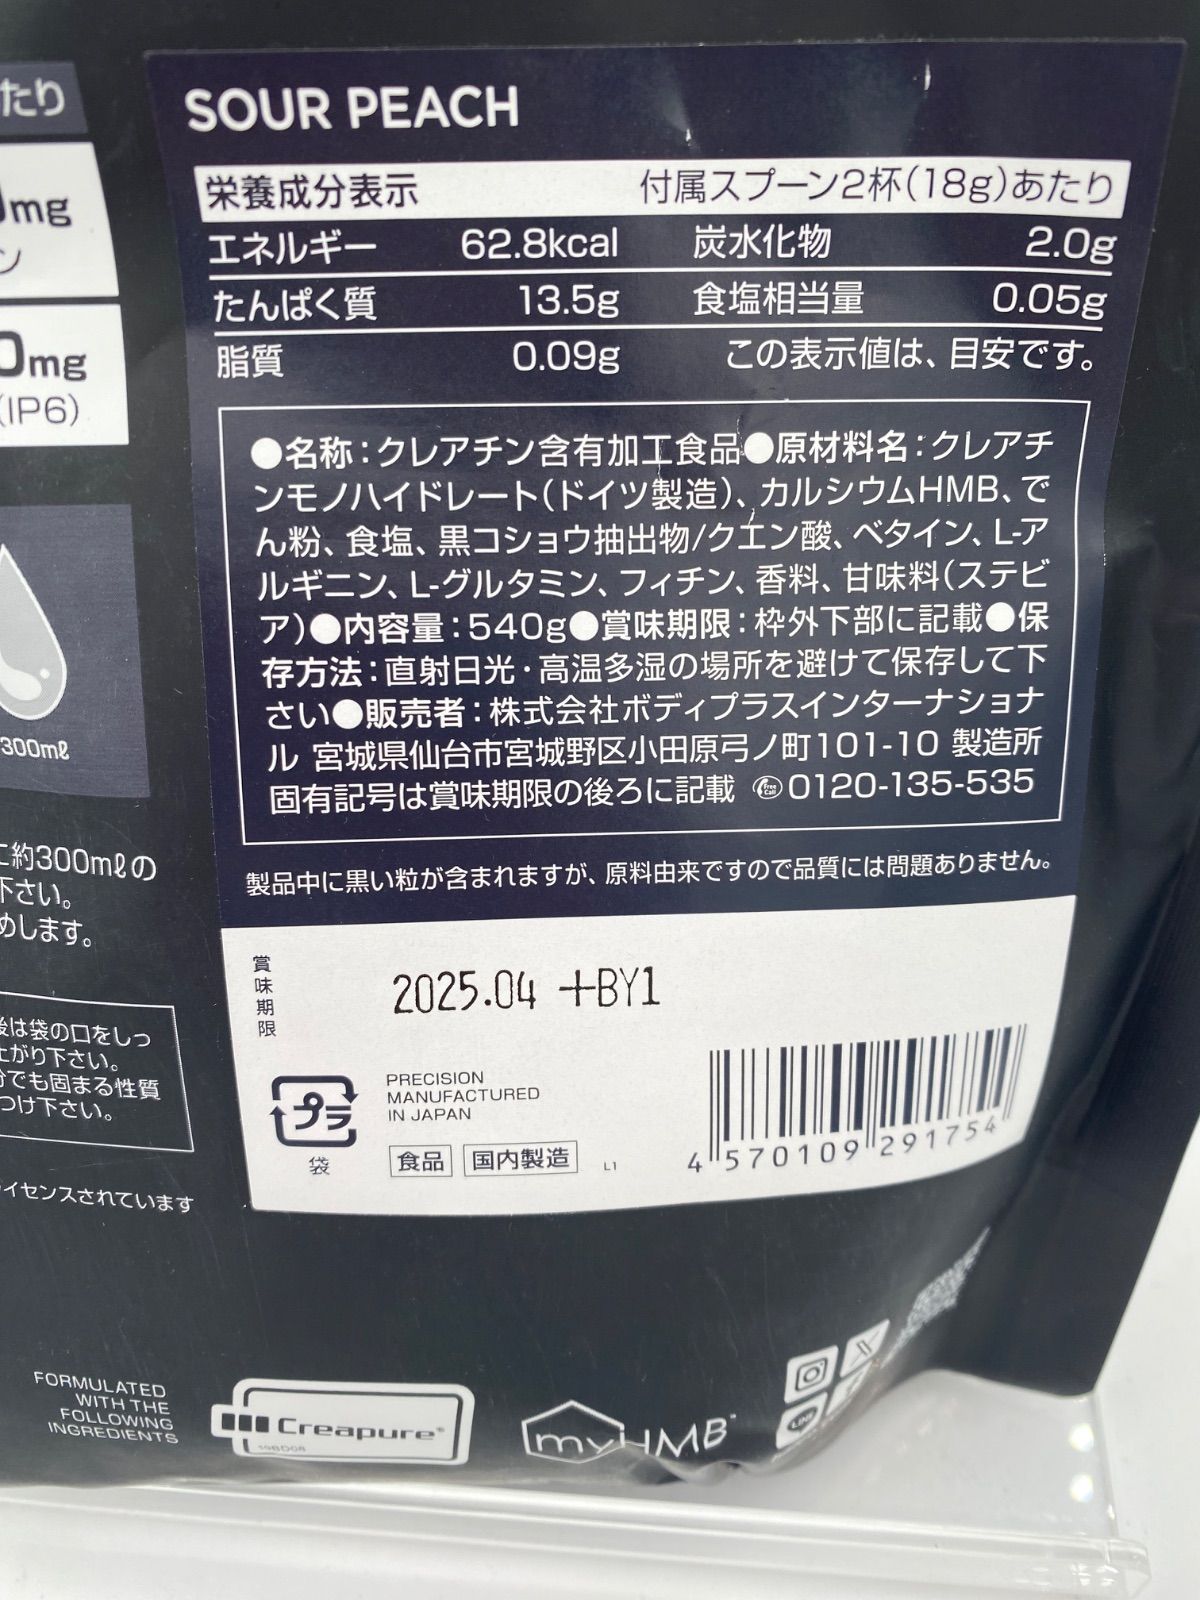 たり
mg
ン
0mg
(IP6)
300mℓ
約300mℓの
下さい。
めします。
後は袋の口をしっ
上がり下さい。
でも固まる性質
つけ下さい。
イセンスされています
SOUR PEACH
栄養成分表示 付属スプーン2杯(18g)あたり
エネルギー 62.8kcal 炭水化物 2.0g
たんぱく質 13.5g 食塩相当量 0.05g
脂質 0.09g この表示値は、目安です。
●名称：クレアチン含有加工食品●原材料名：クレアチ
ンモノハイドレート(ドイツ製造)、カルシウムHMB、で
ん粉、食塩、黒コショウ抽出物/クエン酸、ベタイン、L-ア
ルギニン、L-グルタミン、フィチン、香料、甘味料(ステビ
ア)●内容量：540g●賞味期限：枠外下部に記載●保
存方法：直射日光・高温多湿の場所を避けて保存して下
さい●販売者：株式会社ボディプラスインターナショナ
ル 宮城県仙台市宮城野区小田原弓ノ町101-10 製造所
固有記号は賞味期限の後ろに記載 Free Call 0120-135-535
製品中に黒い粒が含まれますが、原料由来ですので品質には問題ありません。
賞味期限
2025.04 +BY1
プラ
袋
PRECISION
MANUFACTURED
IN JAPAN
食品 国内製造 L1
4 570109 291754
FORMULATED
WITH THE
FOLLOWING
INGREDIENTS
Creapure®
myHMB
LINE